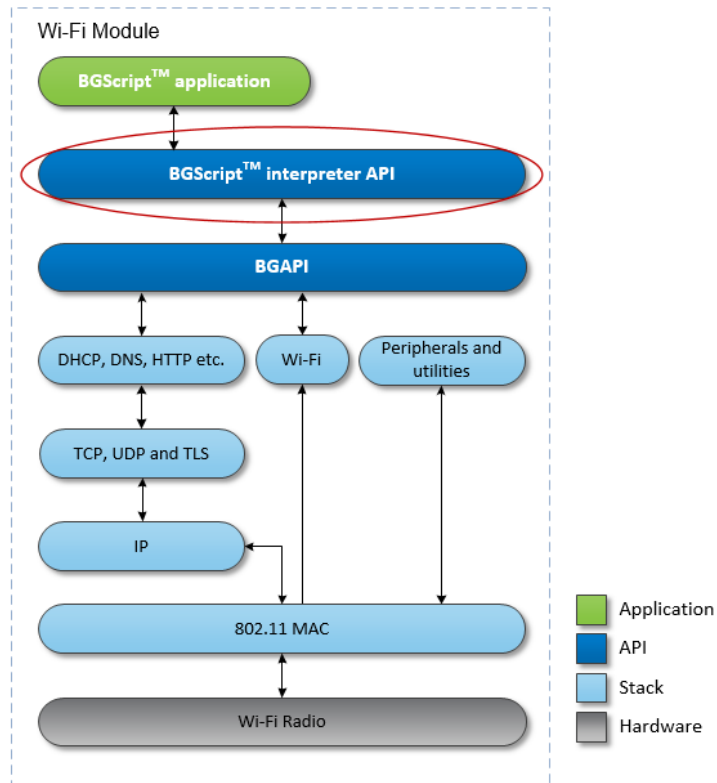 Wi-Fi Module
BGScript™ application
BGScript™ interpreter API
BGAPI
DHCP, DNS, HTTP etc.
Wi-Fi
Peripherals and
utilities
TCP, UDP and TLS
IP
802.11 MAC
Wi-Fi Radio
Application
API
Stack
Hardware